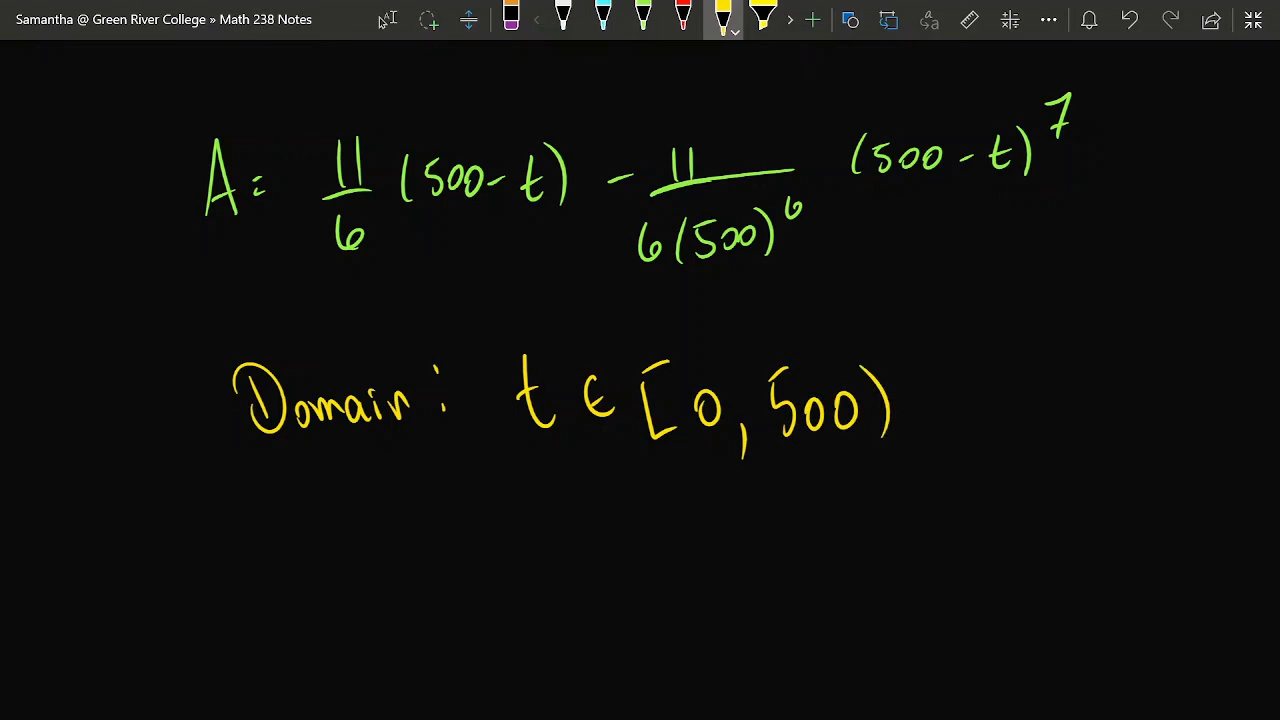 Samantha @ Green River College » Math 238 Notes
A = 11/6 (500 - t) - 11/6(500)^6 (500 - t)^7
Domain: t ∈ [0, 500)